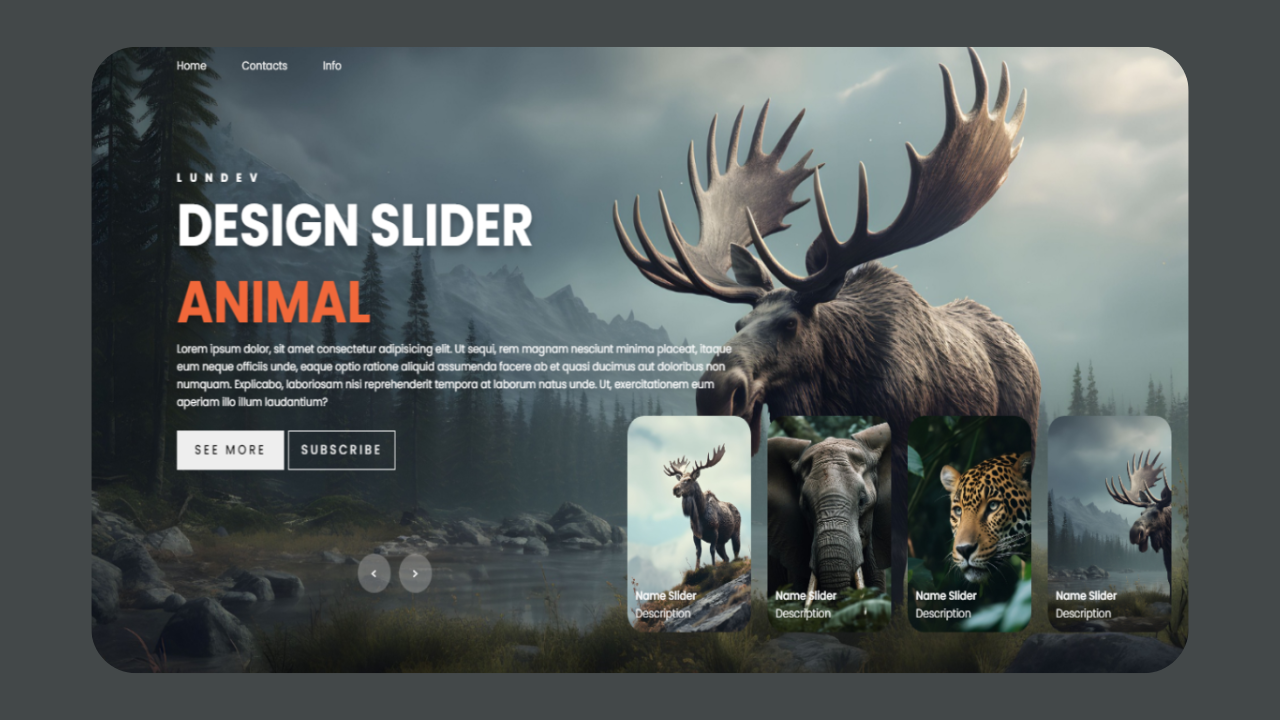 Home Contacts Info
LUNDEV
DESIGN SLIDER
ANIMAL
Lorem ipsum dolor, sit amet consectetur adipisicing elit. Ut sequi, rem magnam nesciunt minima placeat, itaque
eum neque officiis unde, eaque optio ratione aliquid assumenda facere ab et quasi ducimus aut doloribus non
numquam. Explicabo, laboriosam nisi reprehenderit tempora at laborum natus unde. Ut, exercitationem eum
aperiam illo illum laudantium?
SEE MORE SUBSCRIBE
< >
Name Slider Name Slider Name Slider Name Slider
Description Description Description Description